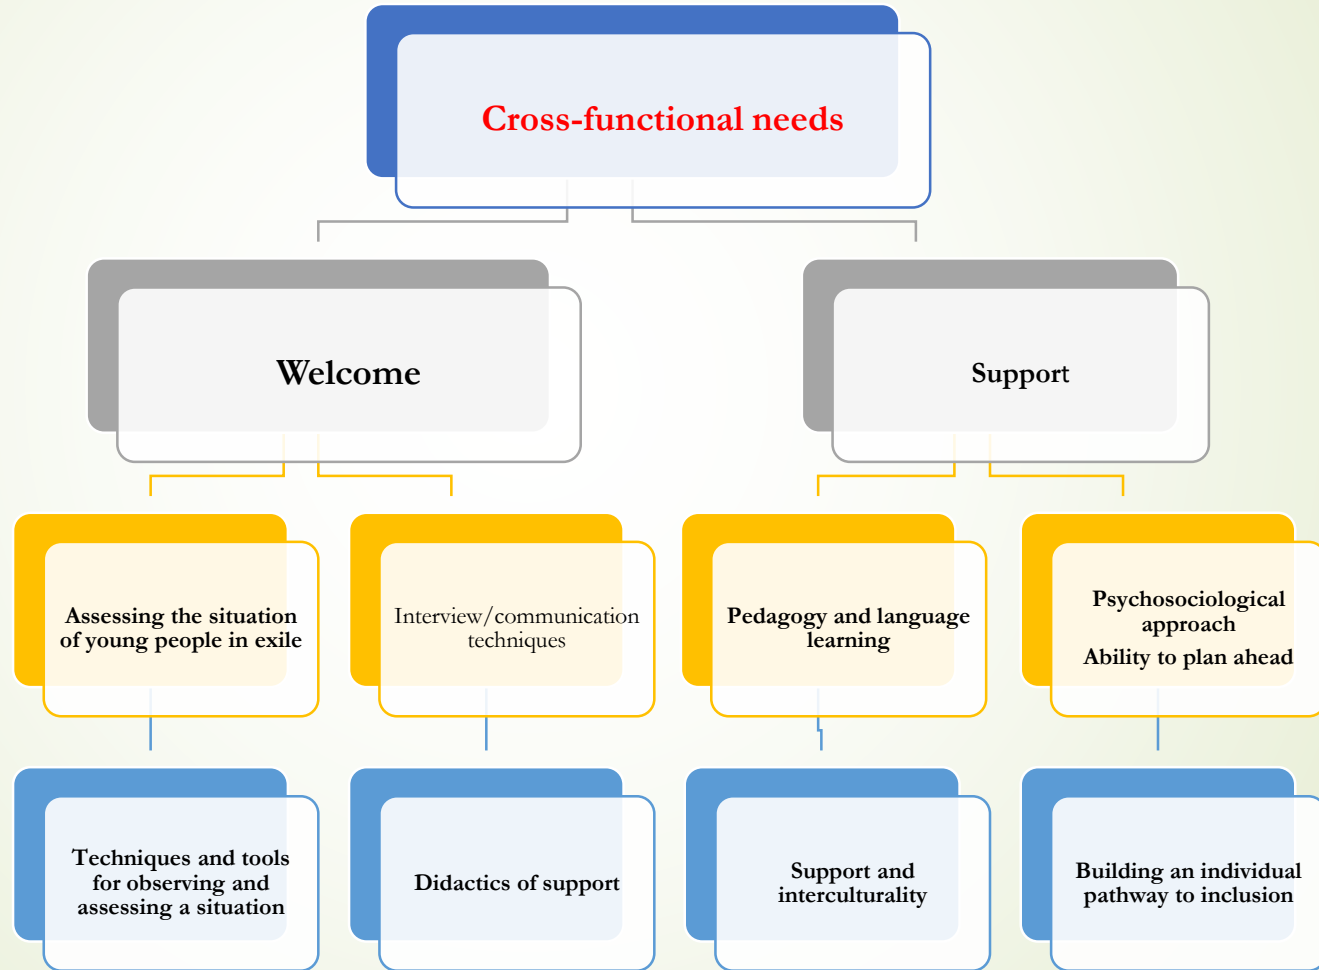 Cross-functional needs
Welcome
Support
Assessing the situation
of young people in exile
Interview/communication
techniques
Pedagogy and language
learning
Psychosociological
approach
Ability to plan ahead
Techniques and tools
for observing and
assessing a situation
Didactics of support
Support and
interculturality
Building an individual
pathway to inclusion